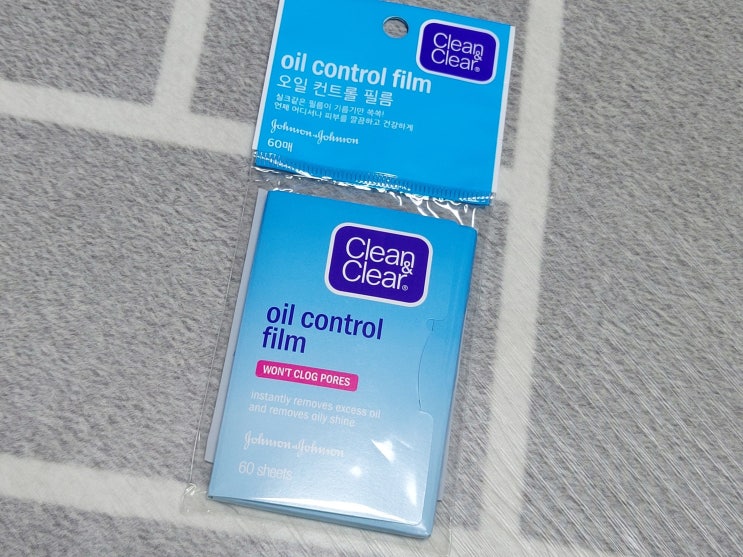 Clean
&
Clear®
oil control film
오일 컨트롤 필름
실크같은 필름이 기름기만 쏙쏙!
언제 어디서나 피부를 깔끔하고 건강하게
Johnson & Johnson
60매
Clean
&
Clear®
oil control
film
WON'T CLOG PORES
Instantly removes excess oil
and removes oily shine
Johnson & Johnson
60 sheets